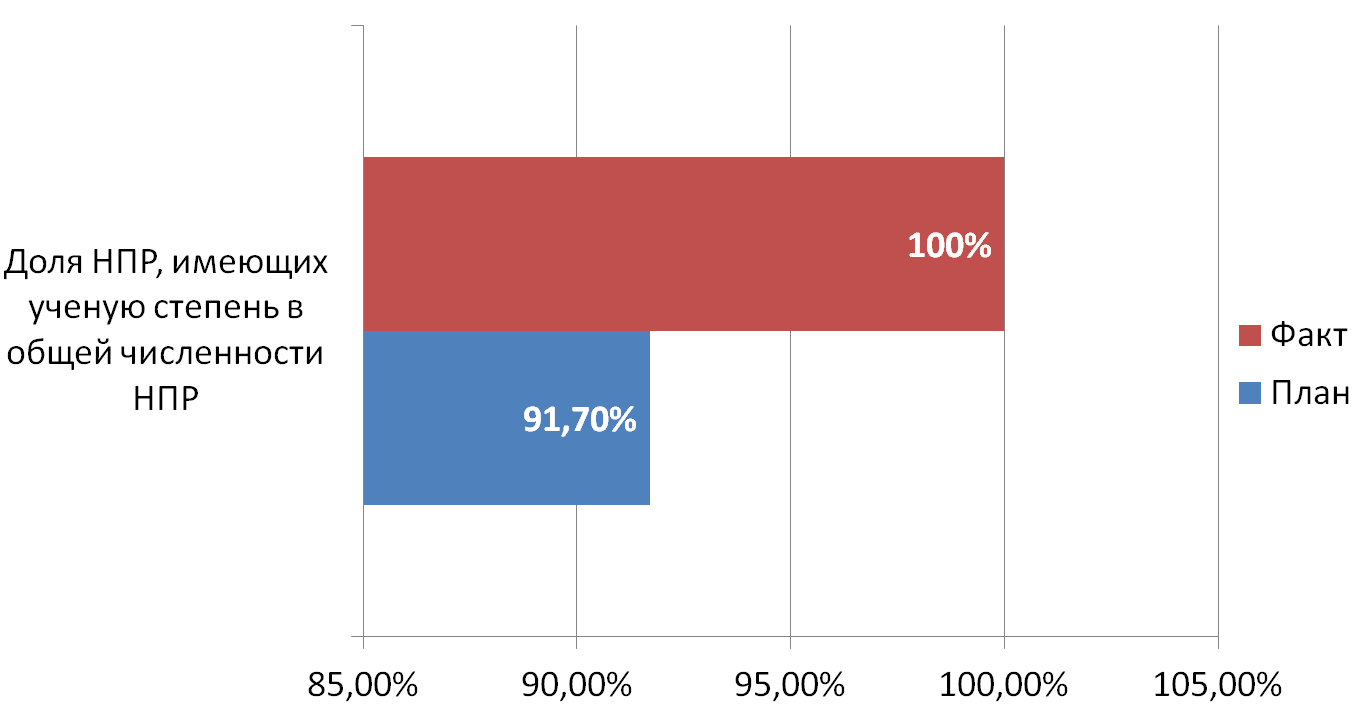 Доля НПР, имеющих
ученую степень в
общей численности
НПР
100%
91,70%
Факт
План
85,00% 90,00% 95,00% 100,00% 105,00%